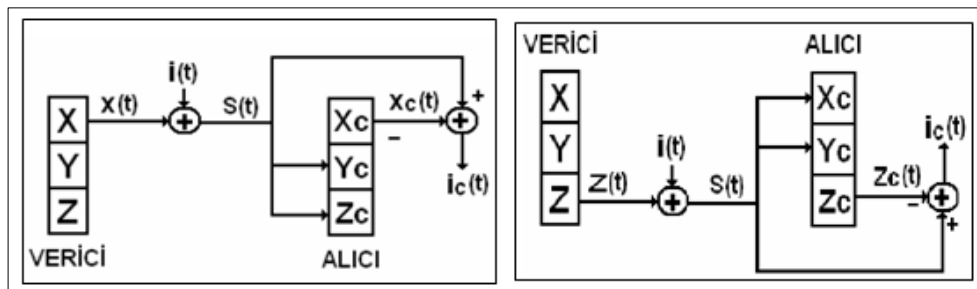 i(t)
X x(t) + S(t) Xc xc(t) + +
Y Yc −
Z Zc ic(t)
VERİCİ ALICI
VERİCİ ALICI
X Xc ic(t)
Y i(t) Yc
Z Z(t) + S(t) Zc Zc(t) − + +